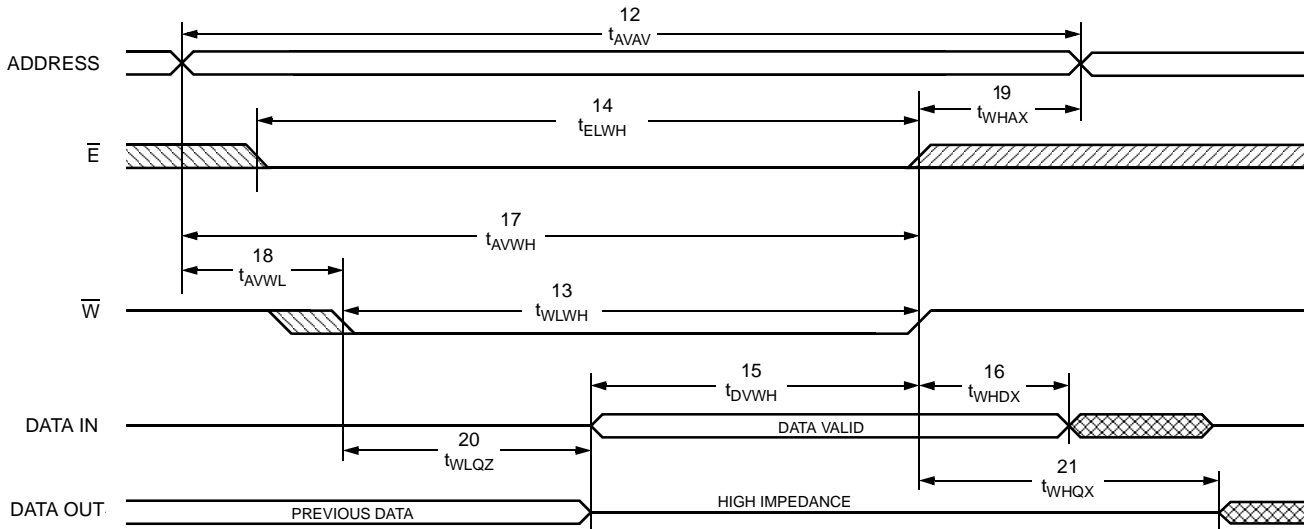 12
tAVAV
ADDRESS
14
tELWH
19
tWHAX
E
17
tAVWH
18
tAVWL
W
13
tWLWH
15
tDVWH
16
tWHDX
DATA IN
DATA VALID
20
tWLQZ
21
tWHQX
DATA OUT
PREVIOUS DATA
HIGH IMPEDANCE